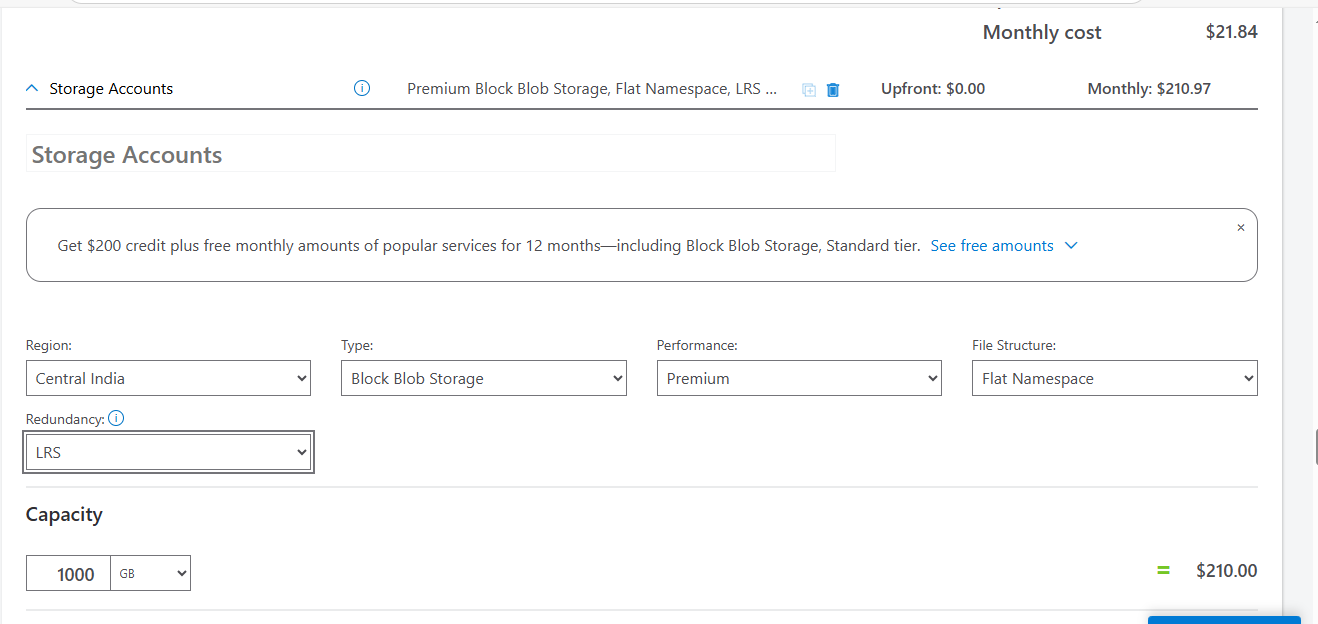 Monthly cost $21.84
Storage Accounts Premium Block Blob Storage, Flat Namespace, LRS ... Upfront: $0.00 Monthly: $210.97
Storage Accounts
Get $200 credit plus free monthly amounts of popular services for 12 months—including Block Blob Storage, Standard tier. See free amounts
Region: Type: Performance: File Structure:
Central India Block Blob Storage Premium Flat Namespace
Redundancy:
LRS
Capacity
1000 GB = $210.00